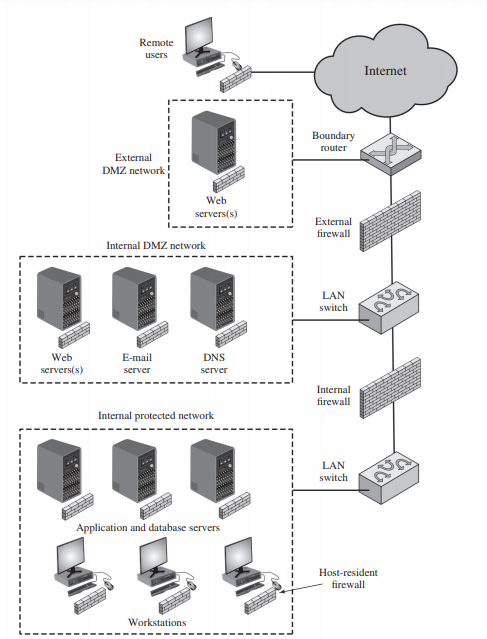 Remote
users
Internet
Boundary
router
External
DMZ network
Web
servers(s)
External
firewall
Internal DMZ network
LAN
switch
Web
servers(s)
E-mail
server
DNS
server
Internal
firewall
Internal protected network
LAN
switch
Application and database servers
Host-resident
firewall
Workstations